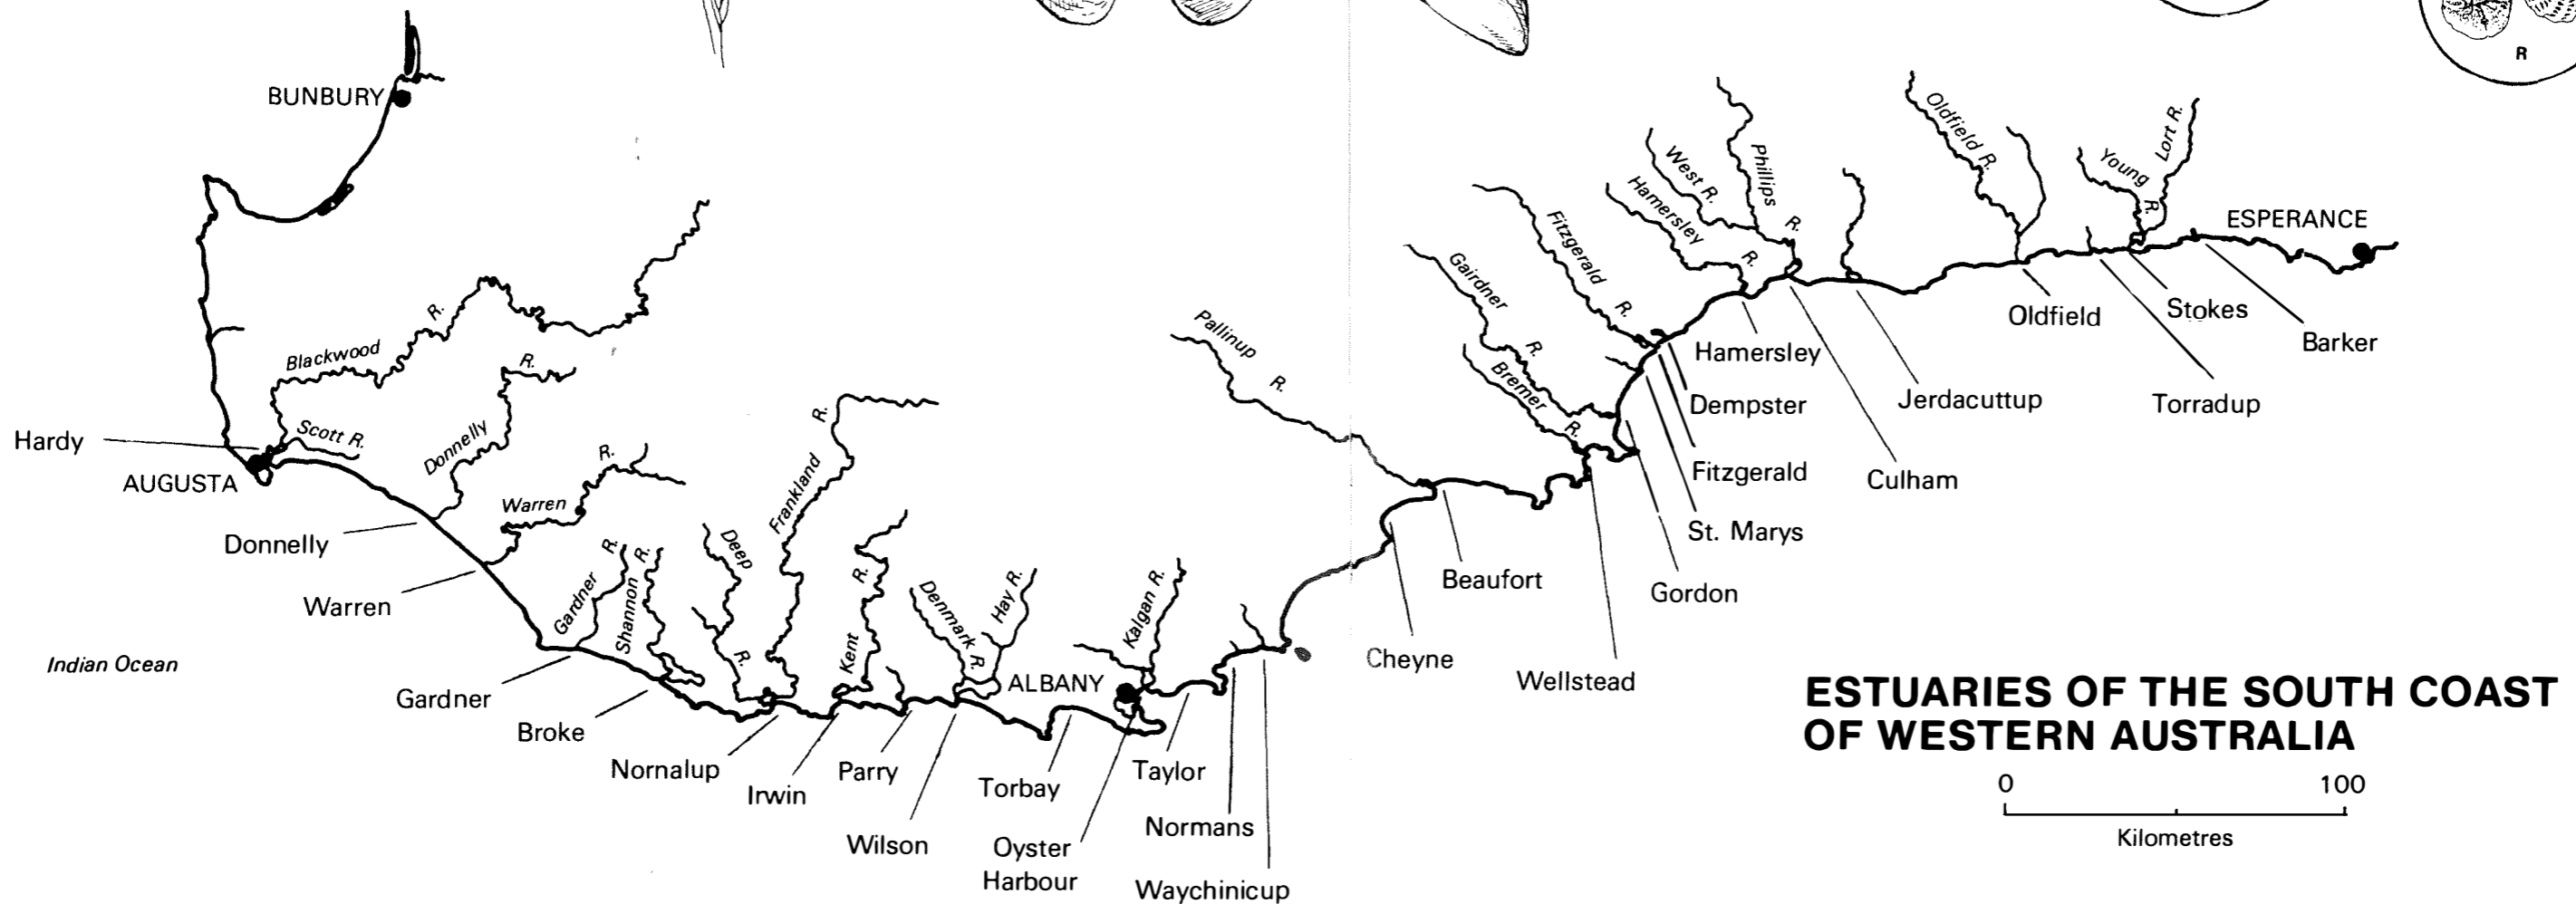 R
BUNBURY
Blackwood R.
Scott R.
Hardy
AUGUSTA
Donnelly R.
Donnelly
Warren R.
Warren
Indian Ocean
Gardner R.
Shannon R.
Gardner
Broke
Deep R.
Nornalup
Frankland R.
Irwin
Kent R.
Parry
Denmark R.
Hay R.
Wilson
ALBANY
Torbay
Kalgan R.
Oyster
Harbour
Taylor
Normans
Waychinicup
Pallinup R.
Cheyne
Beaufort
Bremer R.
Wellstead
Gairdner R.
Gordon
St. Marys
Fitzgerald R.
Fitzgerald
Dempster
Hamersley R.
Hamersley
West R.
Phillips R.
Culham
Jerdacuttup
Oldfield R.
Oldfield
Torradup
Young R.
Lort R.
Stokes
Barker
ESPERANCE
ESTUARIES OF THE SOUTH COAST
OF WESTERN AUSTRALIA
0 100
Kilometres